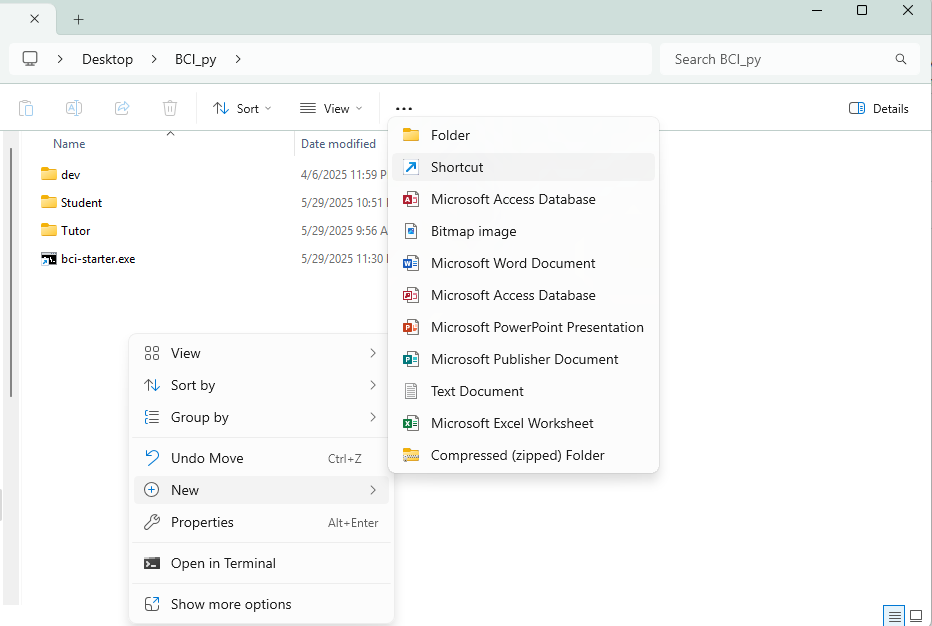 Desktop
BCI_py
Search BCI_py
Sort
View
Details
Name
Date modified
dev
4/6/2025 11:59 P
Student
5/29/2025 10:51
Tutor
5/29/2025 9:56 A
bci-starter.exe
5/29/2025 11:30
Folder
Shortcut
Microsoft Access Database
Bitmap image
Microsoft Word Document
Microsoft Access Database
Microsoft PowerPoint Presentation
Microsoft Publisher Document
Text Document
Microsoft Excel Worksheet
Compressed (zipped) Folder
View
Sort by
Group by
Undo Move Ctrl+Z
New
Properties Alt+Enter
Open in Terminal
Show more options